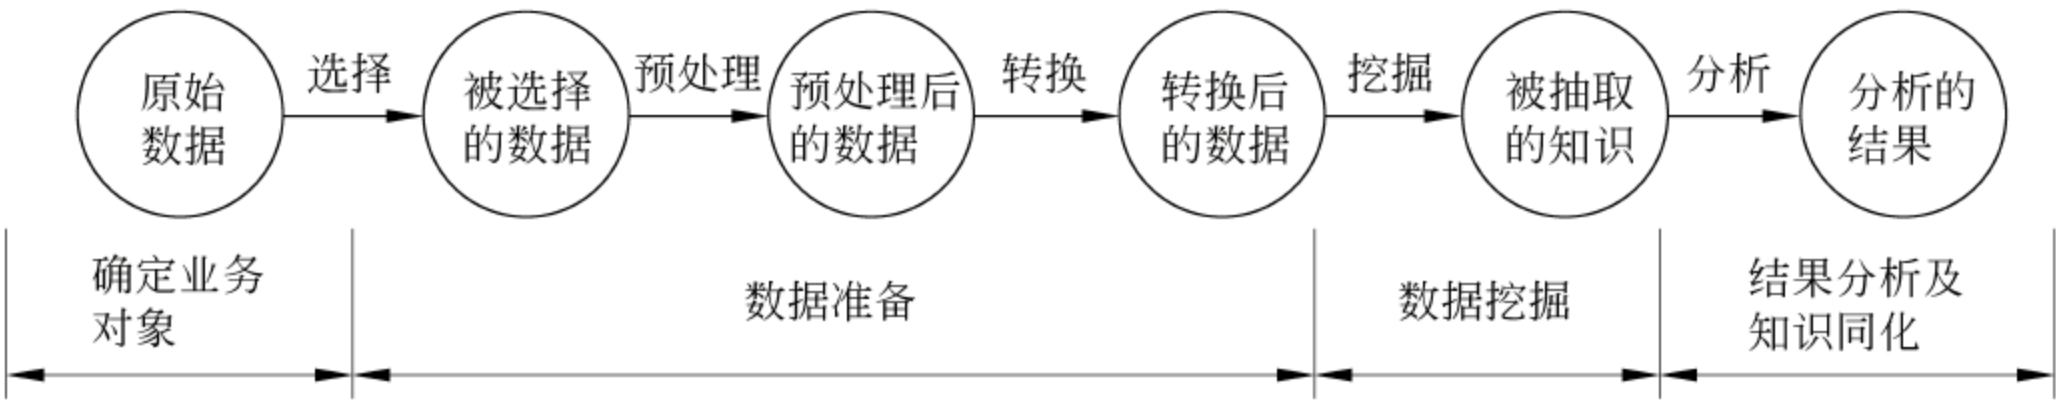 原始
数据
选择
被选择
的数据
预处理
预处理后
的数据
转换
转换后
的数据
挖掘
被抽取
的知识
分析
分析的
结果
确定业务
对象
数据准备
数据挖掘
结果分析及
知识同化